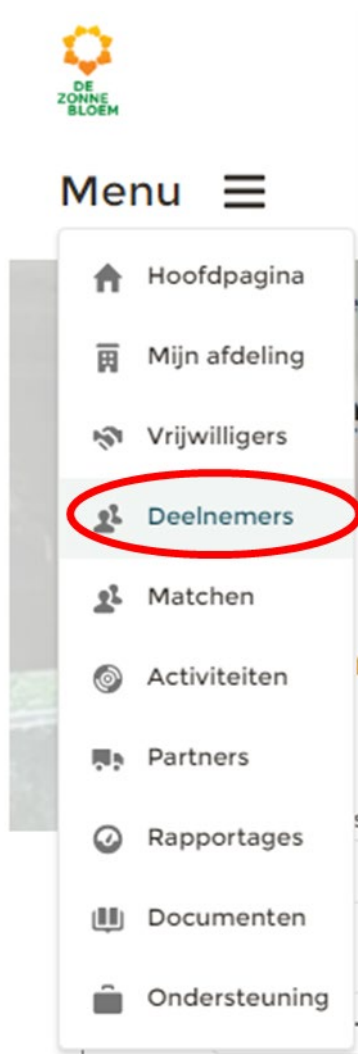 DE
ZONNE
BLOEM
Menu
Hoofdpagina
Mijn afdeling
Vrijwilligers
Deelnemers
Matchen
Activiteiten
Partners
Rapportages
Documenten
Ondersteuning